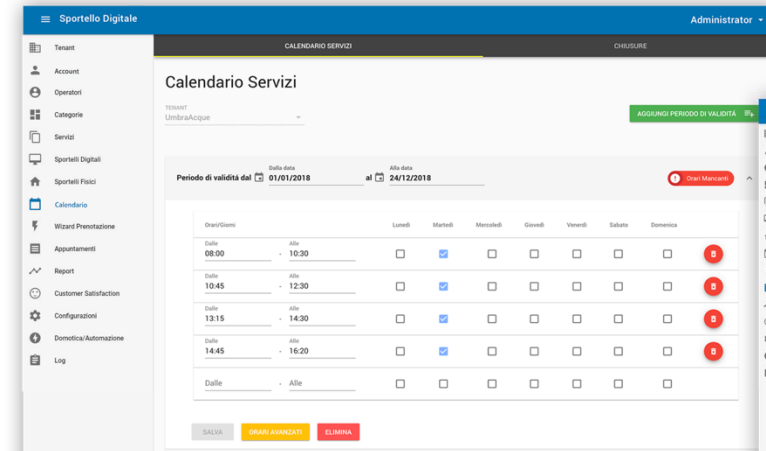 Sportello Digitale
Administrator
Tenant
Account
Operatori
Categorie
Servizi
Sportelli Digitali
Sportelli Fisici
Calendario
Wizard Prenotazione
Appuntamenti
Report
Customer Satisfaction
Configurazioni
Domotica/Automazione
Log
CALENDARIO SERVIZI
CHIUSURE
Calendario Servizi
TENANT
UmbraAcque
AGGIUNGI PERIODO DI VALIDITÀ
Dalla data
Alla data
Periodo di validità dal 01/01/2018 al 24/12/2018
Orari Mancanti
Orari/Giorni Lunedì Martedì Mercoledì Giovedì Venerdì Sabato Domenica
Dalle Alle
08:00 - 10:30
Dalle Alle
10:45 - 12:30
Dalle Alle
13:15 - 14:30
Dalle Alle
14:45 - 16:20
Dalle - Alle
SALVA
ORARI AVANZATI
ELIMINA